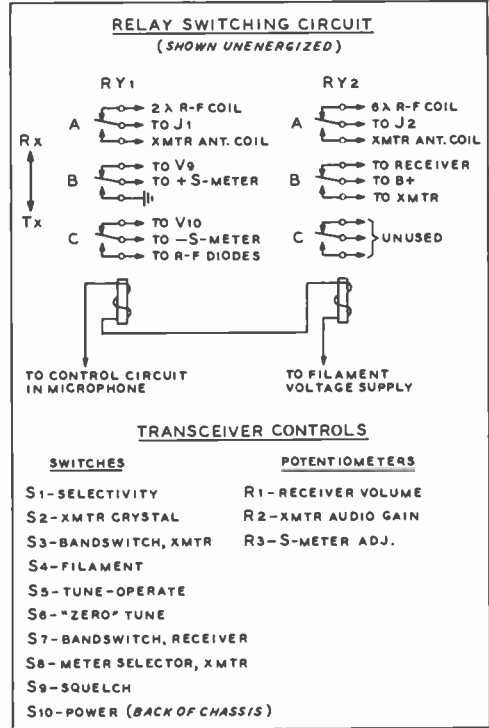 RELAY SWITCHING CIRCUIT
(SHOWN UNENERGIZED)
RY1
A
2λ R-F COIL
TO J1
XMTR ANT. COIL
Rx
B
TO V9
TO + S-METER
Tx
C
TO V10
TO — S-METER
TO R-F DIODES
RY2
A
6λ R-F COIL
TO J2
XMTR ANT. COIL
B
TO RECEIVER
TO B+
TO XMTR
C
UNUSED
TO CONTROL CIRCUIT
IN MICROPHONE
TO FILAMENT
VOLTAGE SUPPLY
TRANSCEIVER CONTROLS
SWITCHES
S1-SELECTIVITY
S2-XMTR CRYSTAL
S3-BANDSWITCH, XMTR
S4-FILAMENT
S5-TUNE-OPERATE
S6-"ZERO" TUNE
S7-BANDSWITCH, RECEIVER
S8-METER SELECTOR, XMTR
S9-SQUELCH
S10-POWER (BACK OF CHASSIS)
POTENTIOMETERS
R1-RECEIVER VOLUME
R2-XMTR AUDIO GAIN
R3-S-METER ADJ.